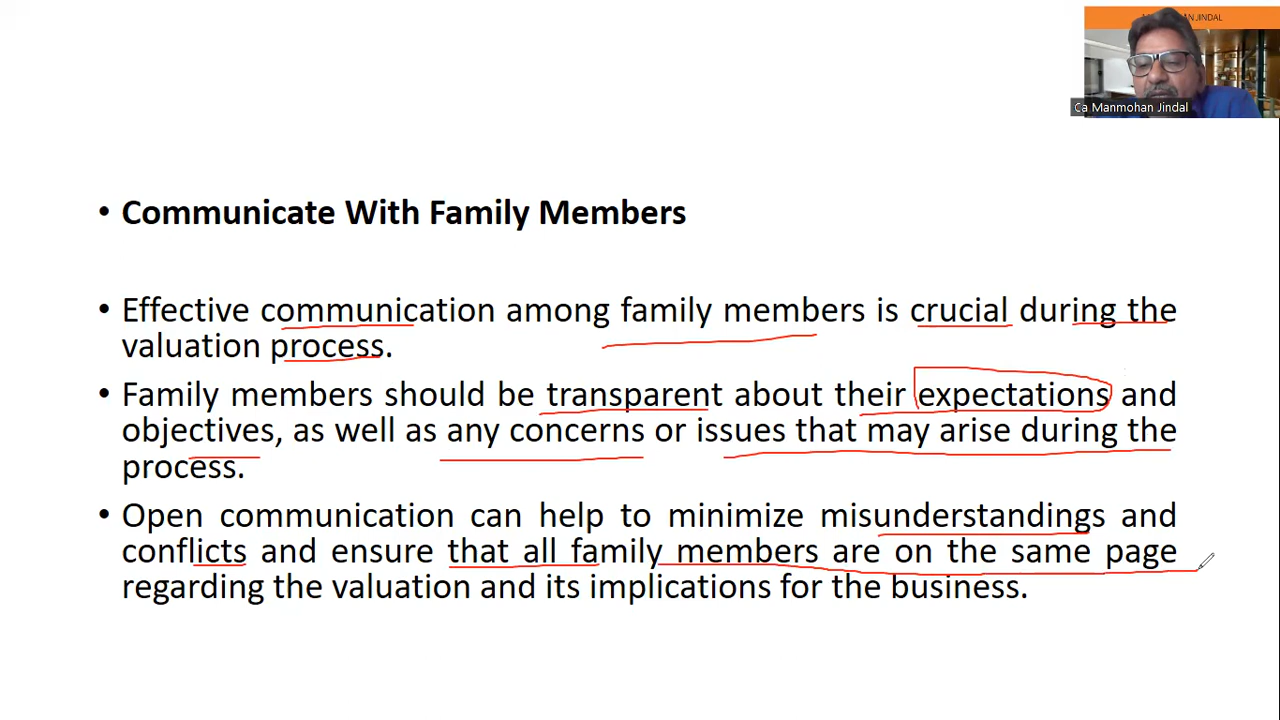 AN JINDAL
Ca Manmohan Jindal
• Communicate With Family Members
• Effective communication among family members is crucial during the
valuation process.
• Family members should be transparent about their expectations and
objectives, as well as any concerns or issues that may arise during the
process.
• Open communication can help to minimize misunderstandings and
conflicts and ensure that all family members are on the same page
regarding the valuation and its implications for the business.